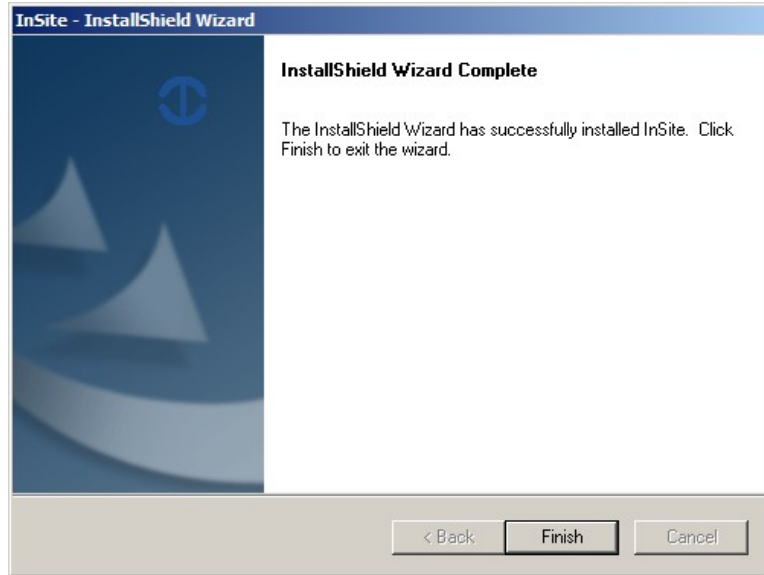 InSite - InstallShield Wizard
InstallShield Wizard Complete
The InstallShield Wizard has successfully installed InSite. Click
Finish to exit the wizard.
< Back
Finish
Cancel